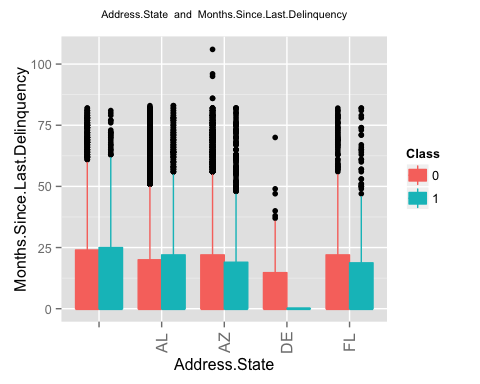 Address.State and Months.Since.Last.Delinquency
Months.Since.Last.Delinquency
100
75
50
25
0
AL
AZ
DE
FL
Address.State
Class
0
1